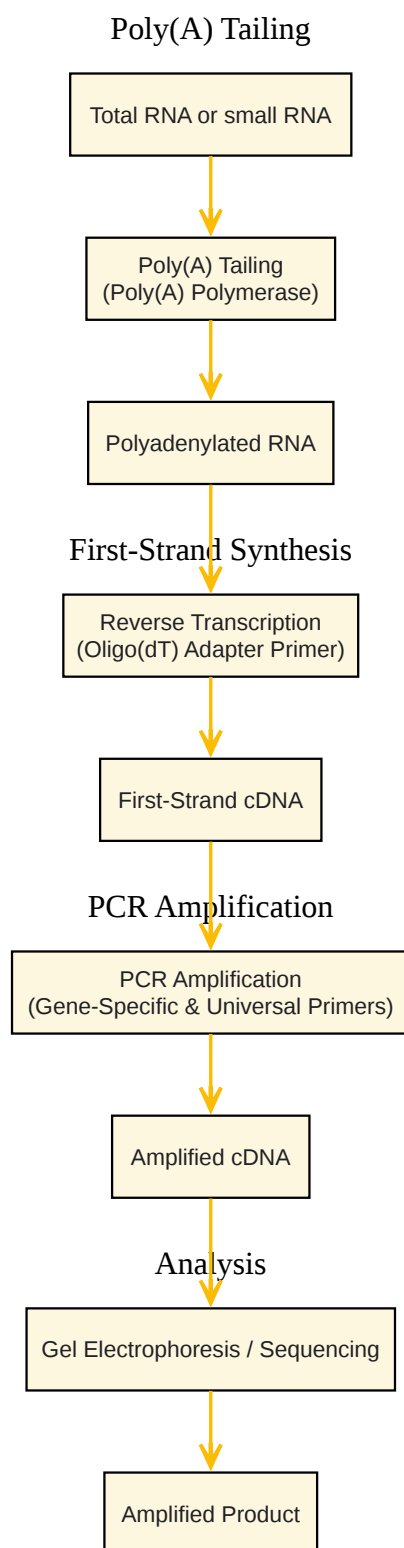 Poly(A) Tailing
Total RNA or small RNA
Poly(A) Tailing
(Poly(A) Polymerase)
Polyadenylated RNA
First-Strand Synthesis
Reverse Transcription
(Oligo(dT) Adapter Primer)
First-Strand cDNA
PCR Amplification
PCR Amplification
(Gene-Specific & Universal Primers)
Amplified cDNA
Analysis
Gel Electrophoresis / Sequencing
Amplified Product